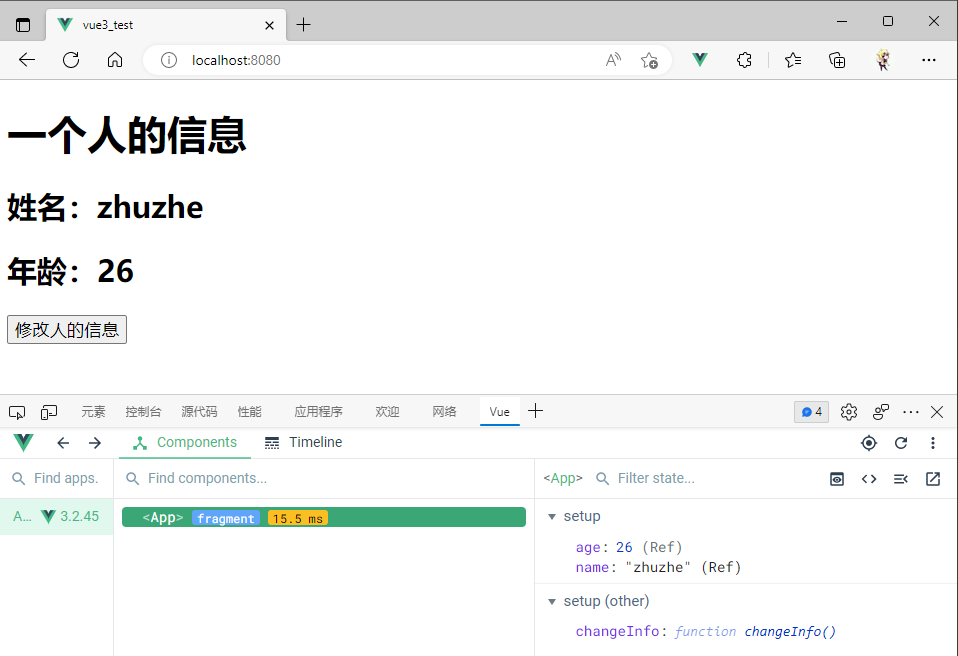 vue3_test
localhost:8080
一个人的信息
姓名：zhuzhe
年龄：26
修改人的信息
元素 控制台 源代码 性能 应用程序 欢迎 网络 Vue 4
Components Timeline
Find apps. Find components... <App> Filter state...
A... 3.2.45 <App> fragment 15.5 ms setup
age: 26 (Ref)
name: "zhuzhe" (Ref)
setup (other)
changeInfo: function changeInfo()